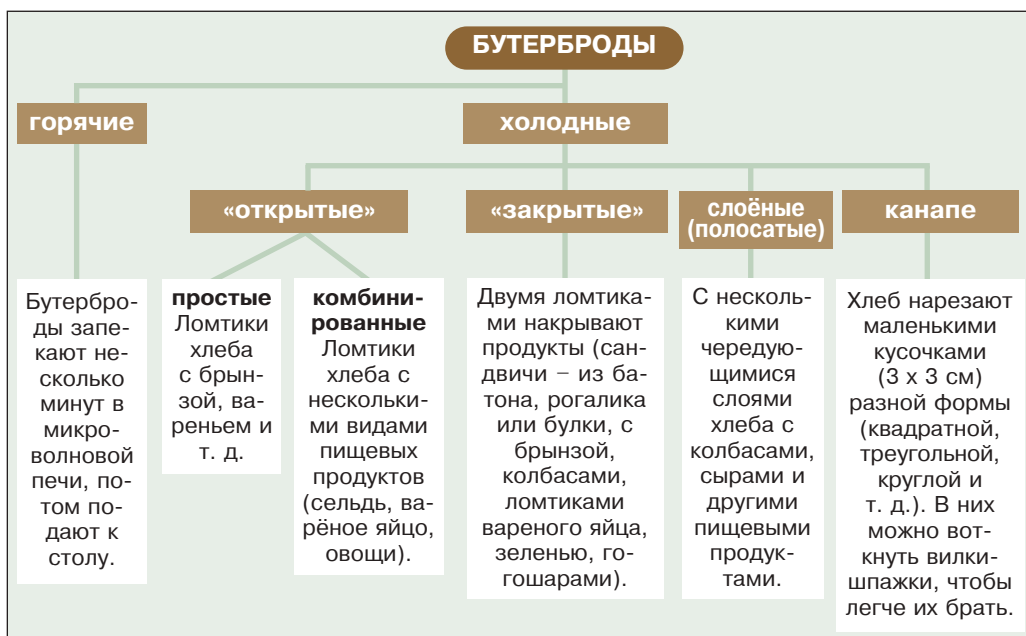 БУТЕРБРОДЫ
горячие
холодные
«открытые»
«закрытые»
слоёные
(полосатые)
канапе
Бутербро-
ды запе-
кают не-
сколько
минут в
микро-
волновой
печи, по-
том по-
дают к
столу.
простые
Ломтики
хлеба
с брын-
зой, ва-
реньем и
т. д.
комбини-
рованные
Ломтики
хлеба с
нескольки-
ми видами
пищевых
продуктов
(сельдь, ва-
рёное яйцо,
овощи).
Двумя ломтика-
ми накрывают
продукты (сан-
двичи – из ба-
тона, рогалика
или булки, с
брынзой,
колбасами,
ломтиками
вареного яйца,
зеленью, го-
гошарами).
С несколь-
кими
чередую-
щимися
слоями
хлеба с
колбасами,
сырами и
другими
пищевыми
продук-
тами.
Хлеб нарезают
маленькими
кусочками
(3 х 3 см)
разной формы
(квадратной,
треугольной,
круглой и
т. д.). В них
можно вот-
кнуть вилки-
шпажки, чтобы
легче их брать.